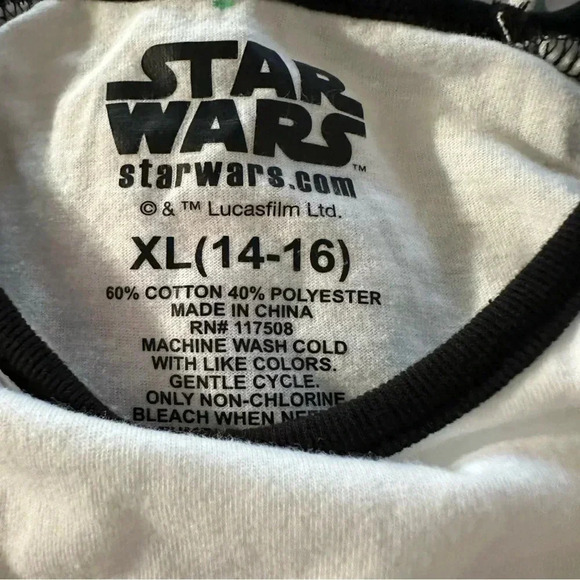 STAR
WARS™
starwars.com
© & ™ Lucasfilm Ltd.
XL(14-16)
60% COTTON 40% POLYESTER
MADE IN CHINA
RN# 117508
MACHINE WASH COLD
WITH LIKE COLORS.
GENTLE CYCLE.
ONLY NON-CHLORINE
BLEACH WHEN